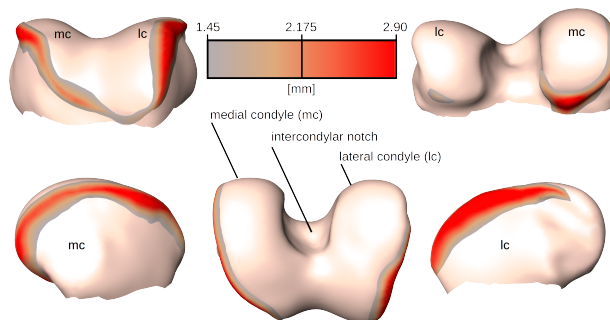 1.45 2.175 2.90
mc lc
lc mc
[mm]
medial condyle (mc)
intercondylar notch
lateral condyle (lc)
mc
lc